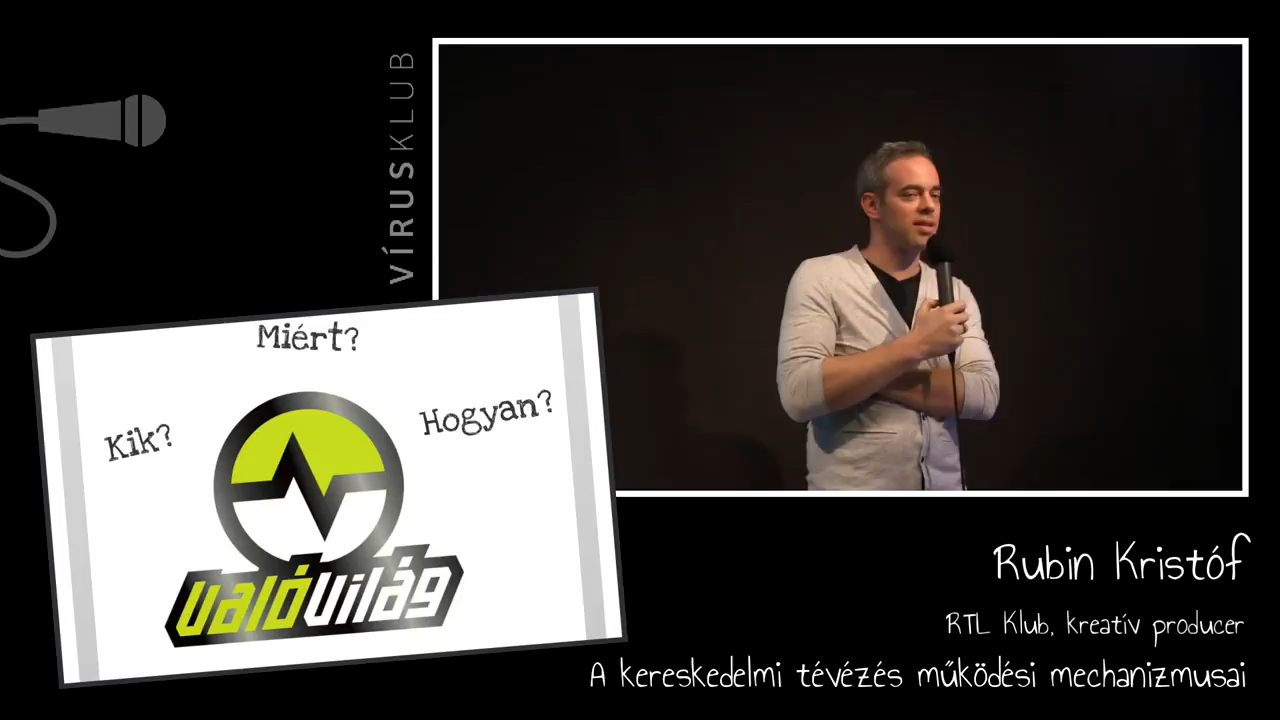 VÍRUSKLUB
Miért?
Kik?
Hogyan?
valóvilág
Rubin Kristóf
RTL Klub, kreatív producer
A kereskedelmi tévézés működési mechanizmusai